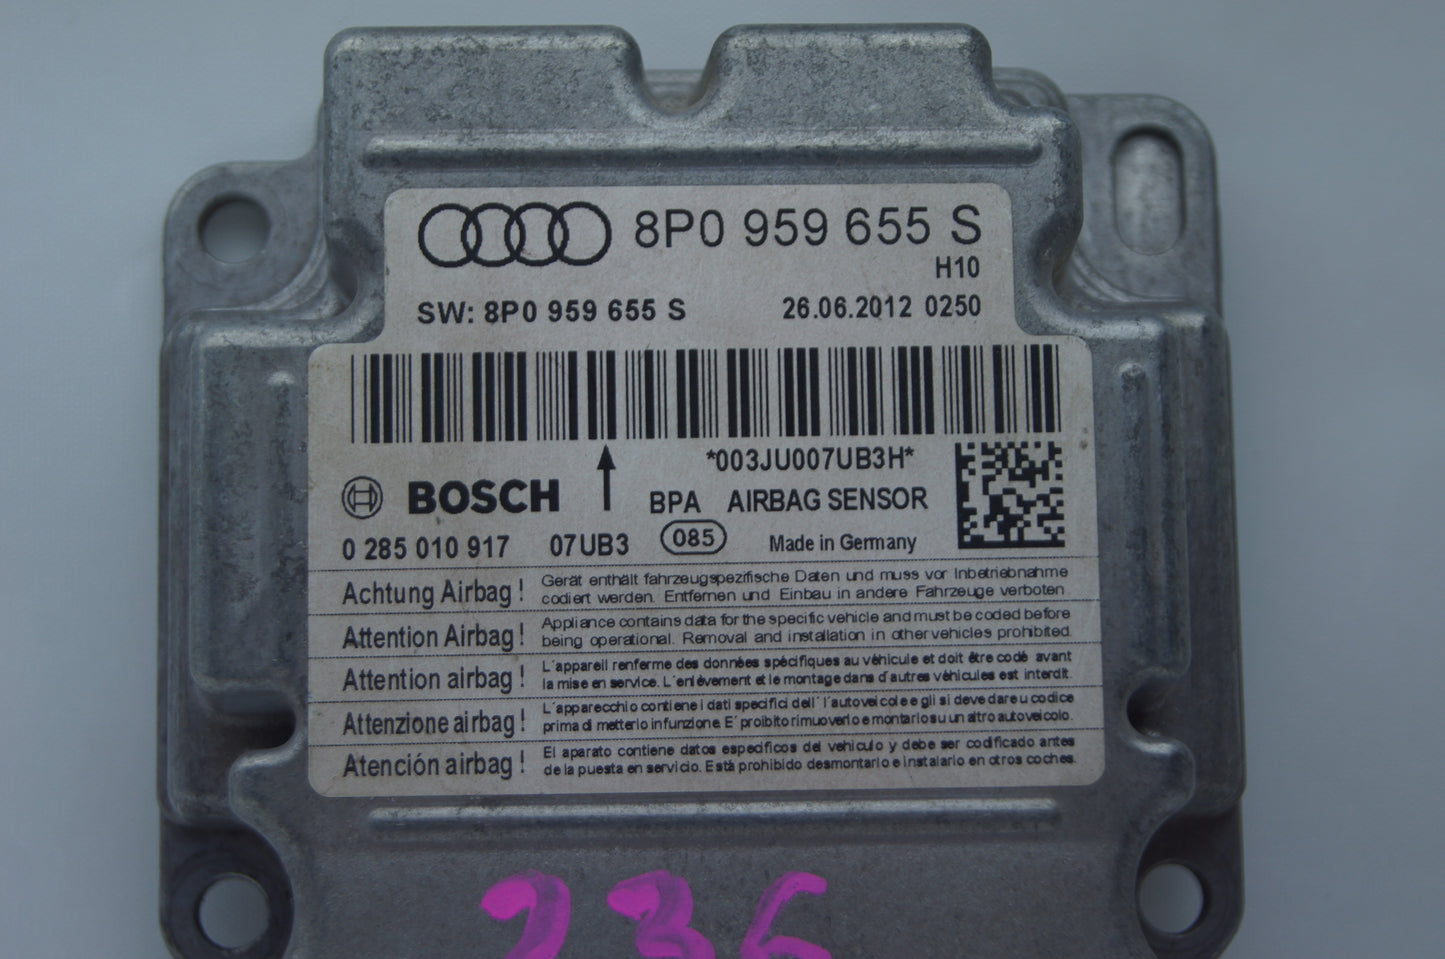 8P0 959 655 S
H10
SW: 8P0 959 655 S 26.06.2012 0250
*003JU007UB3H*
BOSCH BPA AIRBAG SENSOR
0 285 010 917 07UB3 085 Made in Germany
Achtung Airbag! Gerät enthält fahrzeugspezifische Daten und muss vor Inbetriebnahme
codiert werden. Entfernen und Einbau in andere Fahrzeuge verboten
Attention Airbag! Appliance contains data for the specific vehicle and must be coded before
being operational. Removal and installation in other vehicles prohibited.
Attention airbag! L´appareil renferme des données spécifiques au véhicule et doit être codé avant
la mise en service. L´enlèvement et le montage dans d´autres véhicules est interdit.
Attenzione airbag! L´apparecchio contiene i dati specifici dell´l´autoveicolo e gli si deve dare u codice
prima di metterlo in funzione. E´ proibito rimuoverlo e montarlo su un altro autoveicolo.
Atención airbag! El aparato contiene datos especificos del vehiculo y debe ser codificado antes
de la puesta en servicio. Está prohibido desmontarlo e instalarlo en otros coches.
236